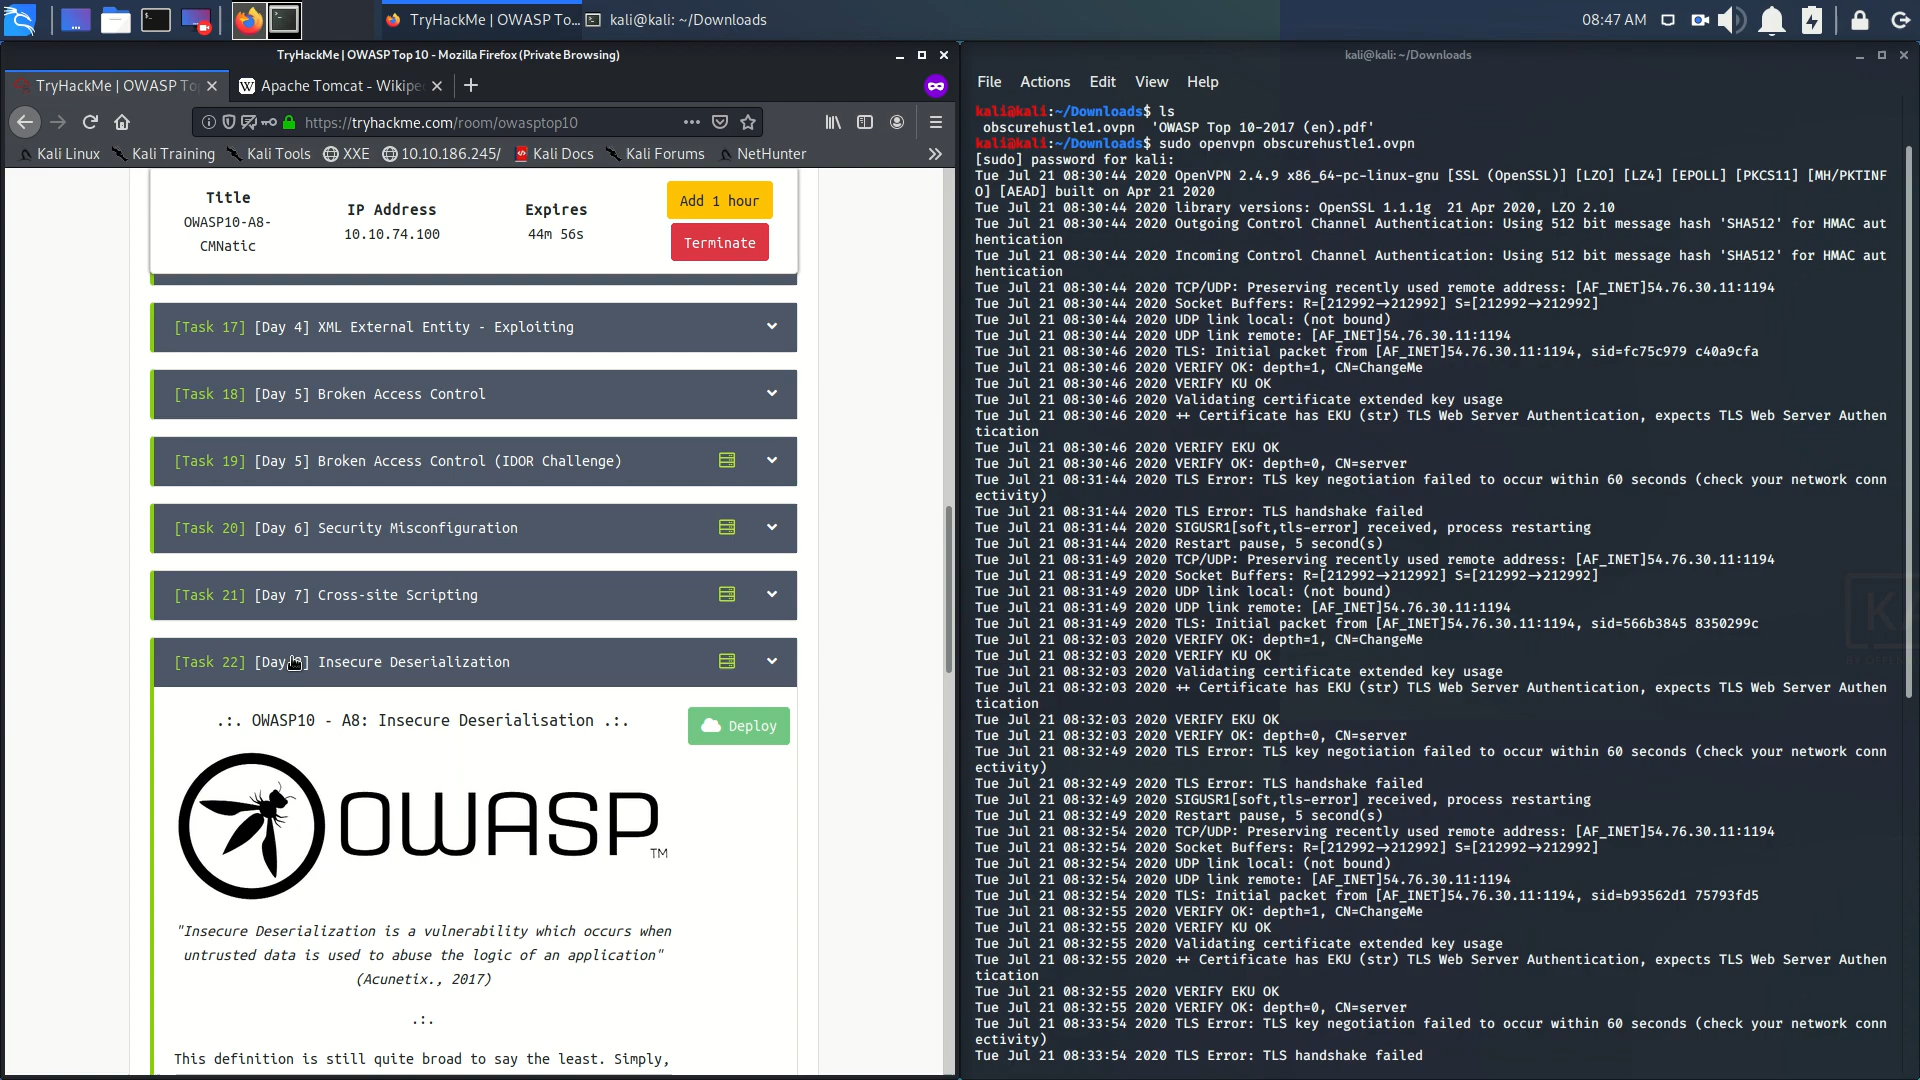 TryHackMe | OWASP To...
kali@kali: ~/Downloads
08:47 AM
TryHackMe | OWASP Top 10 - Mozilla Firefox (Private Browsing)
TryHackMe | OWASP To
Apache Tomcat - Wikipe
https://tryhackme.com/room/owasptop10
Kali Linux
Kali Training
Kali Tools
XXE
10.10.186.245/
Kali Docs
Kali Forums
NetHunter
Title
OWASP10-A8-
CMNatic
IP Address
10.10.74.100
Expires
44m 56s
Add 1 hour
Terminate
[Task 17] [Day 4] XML External Entity - Exploiting
[Task 18] [Day 5] Broken Access Control
[Task 19] [Day 5] Broken Access Control (IDOR Challenge)
[Task 20] [Day 6] Security Misconfiguration
[Task 21] [Day 7] Cross-site Scripting
[Task 22] [Day ] Insecure Deserialization
.:. OWASP10 - A8: Insecure Deserialisation .:.
Deploy
OWASP
TM
"Insecure Deserialization is a vulnerability which occurs when
untrusted data is used to abuse the logic of an application"
(Acunetix., 2017)
.:.
This definition is still quite broad to say the least. Simply,
kali@kali: ~/Downloads
File Actions Edit View Help
kali@kali:~/Downloads$ ls
obscurehustle1.ovpn 'OWASP Top 10-2017 (en).pdf'
kali@kali:~/Downloads$ sudo openvpn obscurehustle1.ovpn
[sudo] password for kali:
Tue Jul 21 08:30:44 2020 OpenVPN 2.4.9 x86_64-pc-linux-gnu [SSL (OpenSSL)] [LZO] [LZ4] [EPOLL] [PKCS11] [MH/PKTINF
O] [AEAD] built on Apr 21 2020
Tue Jul 21 08:30:44 2020 library versions: OpenSSL 1.1.1g  21 Apr 2020, LZO 2.10
Tue Jul 21 08:30:44 2020 Outgoing Control Channel Authentication: Using 512 bit message hash 'SHA512' for HMAC aut
hentication
Tue Jul 21 08:30:44 2020 Incoming Control Channel Authentication: Using 512 bit message hash 'SHA512' for HMAC aut
hentication
Tue Jul 21 08:30:44 2020 TCP/UDP: Preserving recently used remote address: [AF_INET]54.76.30.11:1194
Tue Jul 21 08:30:44 2020 Socket Buffers: R=[212992→212992] S=[212992→212992]
Tue Jul 21 08:30:44 2020 UDP link local: (not bound)
Tue Jul 21 08:30:44 2020 UDP link remote: [AF_INET]54.76.30.11:1194
Tue Jul 21 08:30:46 2020 TLS: Initial packet from [AF_INET]54.76.30.11:1194, sid=fc75c979 c40a9cfa
Tue Jul 21 08:30:46 2020 VERIFY OK: depth=1, CN=ChangeMe
Tue Jul 21 08:30:46 2020 VERIFY KU OK
Tue Jul 21 08:30:46 2020 Validating certificate extended key usage
Tue Jul 21 08:30:46 2020 ++ Certificate has EKU (str) TLS Web Server Authentication, expects TLS Web Server Authen
tication
Tue Jul 21 08:30:46 2020 VERIFY EKU OK
Tue Jul 21 08:30:46 2020 VERIFY OK: depth=0, CN=server
Tue Jul 21 08:31:44 2020 TLS Error: TLS key negotiation failed to occur within 60 seconds (check your network conn
ectivity)
Tue Jul 21 08:31:44 2020 TLS Error: TLS handshake failed
Tue Jul 21 08:31:44 2020 SIGUSR1[soft,tls-error] received, process restarting
Tue Jul 21 08:31:44 2020 Restart pause, 5 second(s)
Tue Jul 21 08:31:49 2020 TCP/UDP: Preserving recently used remote address: [AF_INET]54.76.30.11:1194
Tue Jul 21 08:31:49 2020 Socket Buffers: R=[212992→212992] S=[212992→212992]
Tue Jul 21 08:31:49 2020 UDP link local: (not bound)
Tue Jul 21 08:31:49 2020 UDP link remote: [AF_INET]54.76.30.11:1194
Tue Jul 21 08:31:49 2020 TLS: Initial packet from [AF_INET]54.76.30.11:1194, sid=566b3845 8350299c
Tue Jul 21 08:32:03 2020 VERIFY OK: depth=1, CN=ChangeMe
Tue Jul 21 08:32:03 2020 VERIFY KU OK
Tue Jul 21 08:32:03 2020 Validating certificate extended key usage
Tue Jul 21 08:32:03 2020 ++ Certificate has EKU (str) TLS Web Server Authentication, expects TLS Web Server Authen
tication
Tue Jul 21 08:32:03 2020 VERIFY EKU OK
Tue Jul 21 08:32:03 2020 VERIFY OK: depth=0, CN=server
Tue Jul 21 08:32:49 2020 TLS Error: TLS key negotiation failed to occur within 60 seconds (check your network conn
ectivity)
Tue Jul 21 08:32:49 2020 TLS Error: TLS handshake failed
Tue Jul 21 08:32:49 2020 SIGUSR1[soft,tls-error] received, process restarting
Tue Jul 21 08:32:49 2020 Restart pause, 5 second(s)
Tue Jul 21 08:32:54 2020 TCP/UDP: Preserving recently used remote address: [AF_INET]54.76.30.11:1194
Tue Jul 21 08:32:54 2020 Socket Buffers: R=[212992→212992] S=[212992→212992]
Tue Jul 21 08:32:54 2020 UDP link local: (not bound)
Tue Jul 21 08:32:54 2020 UDP link remote: [AF_INET]54.76.30.11:1194
Tue Jul 21 08:32:54 2020 TLS: Initial packet from [AF_INET]54.76.30.11:1194, sid=b93562d1 75793fd5
Tue Jul 21 08:32:55 2020 VERIFY OK: depth=1, CN=ChangeMe
Tue Jul 21 08:32:55 2020 VERIFY KU OK
Tue Jul 21 08:32:55 2020 Validating certificate extended key usage
Tue Jul 21 08:32:55 2020 ++ Certificate has EKU (str) TLS Web Server Authentication, expects TLS Web Server Authen
tication
Tue Jul 21 08:32:55 2020 VERIFY EKU OK
Tue Jul 21 08:32:55 2020 VERIFY OK: depth=0, CN=server
Tue Jul 21 08:33:54 2020 TLS Error: TLS key negotiation failed to occur within 60 seconds (check your network conn
ectivity)
Tue Jul 21 08:33:54 2020 TLS Error: TLS handshake failed